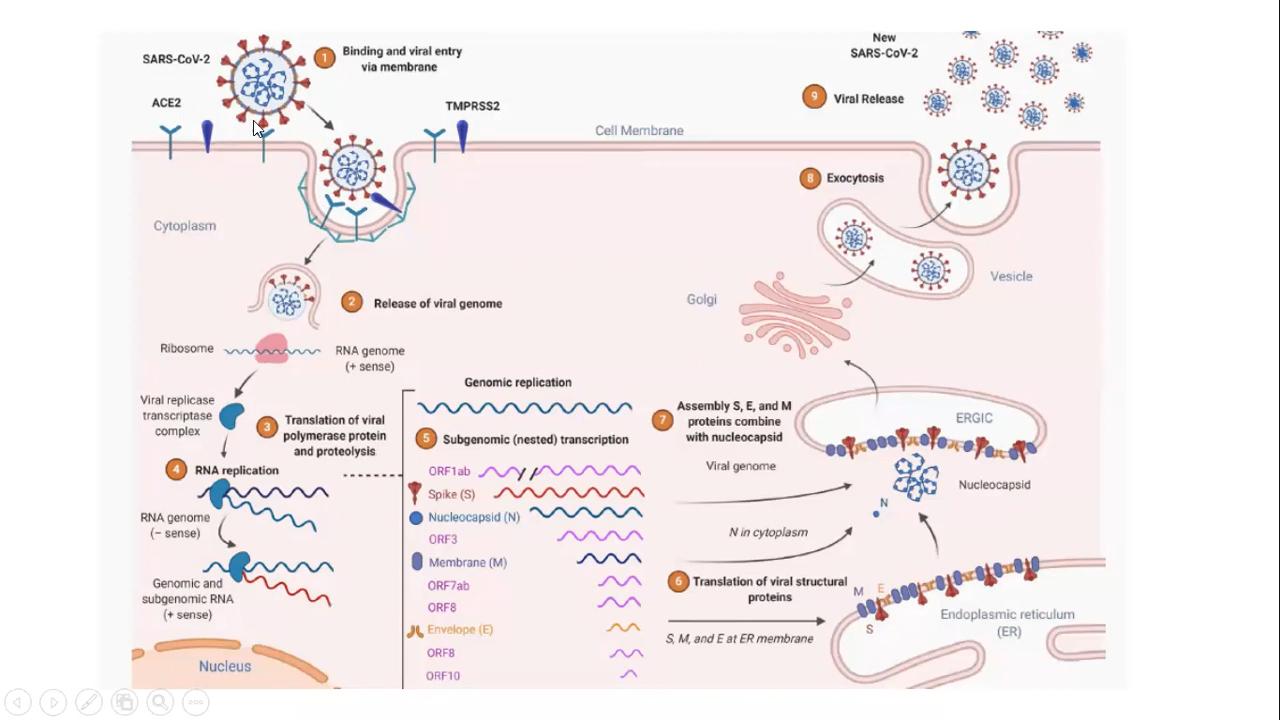 SARS-CoV-2
1
Binding and viral entry
via membrane
ACE2
TMPRSS2
Cell Membrane
New
SARS-CoV-2
9
Viral Release
8
Exocytosis
Cytoplasm
2
Release of viral genome
Golgi
Vesicle
Ribosome
RNA genome
(+ sense)
Viral replicase
transcriptase
complex
3
Translation of viral
polymerase protein
and proteolysis
4
RNA replication
RNA genome
(− sense)
Genomic and
subgenomic RNA
(+ sense)
Nucleus
Genomic replication
5
Subgenomic (nested) transcription
ORF1ab
Spike (S)
Nucleocapsid (N)
ORF3
Membrane (M)
ORF7ab
ORF8
Envelope (E)
ORF8
ORF10
7
Assembly S, E, and M
proteins combine
with nucleocapsid
Viral genome
N in cytoplasm
ERGIC
Nucleocapsid
N
6
Translation of viral structural
proteins
S, M, and E at ER membrane
M
E
S
Endoplasmic reticulum
(ER)